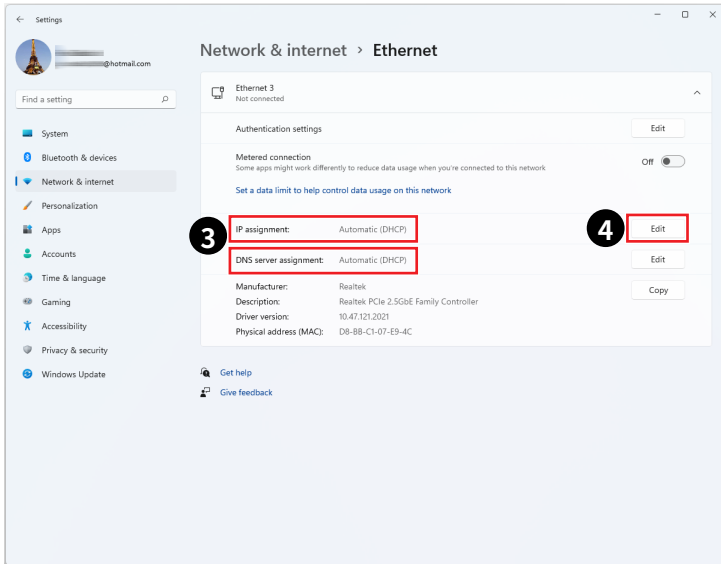 Settings
@hotmail.com
Find a setting
System
Bluetooth & devices
Network & internet
Personalization
Apps
Accounts
Time & language
Gaming
Accessibility
Privacy & security
Windows Update
Network & internet > Ethernet
Ethernet 3
Not connected
Authentication settings
Edit
Metered connection
Some apps might work differently to reduce data usage when you're connected to this network
Off
Set a data limit to help control data usage on this network
3
IP assignment: Automatic (DHCP)
4
Edit
DNS server assignment: Automatic (DHCP)
Edit
Manufacturer: Realtek
Copy
Description: Realtek PCIe 2.5GbE Family Controller
Driver version: 10.47.121.2021
Physical address (MAC): D8-BB-C1-07-E9-4C
Get help
Give feedback